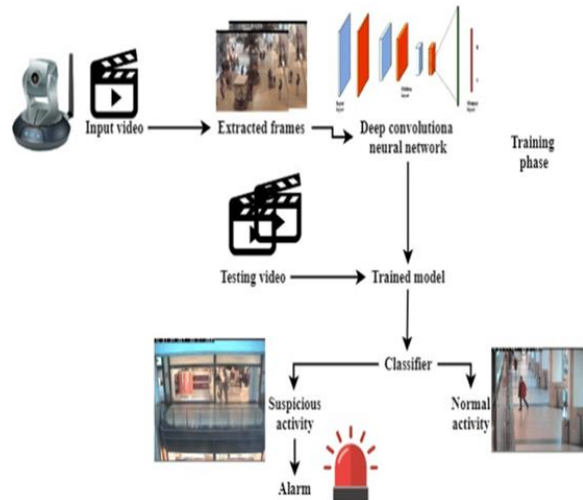 Input video
Extracted frames
Deep convolutiona
neural network
Training
phase
Testing video
Trained model
Classifier
Suspicious
activity
Normal
activity
Alarm